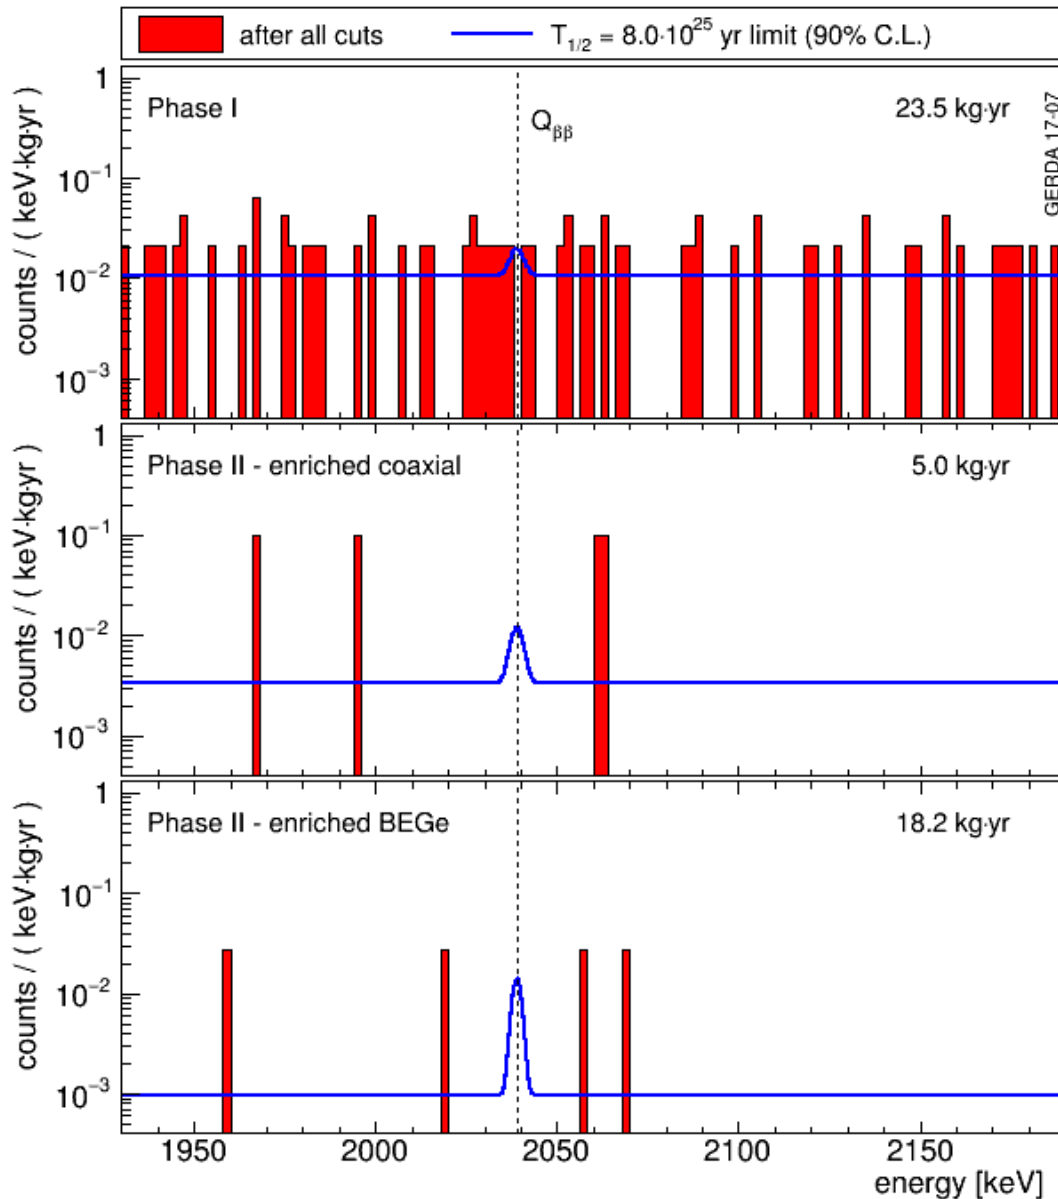 after all cuts
T1/2 = 8.0·10^25 yr limit (90% C.L.)
counts / ( keV·kg·yr)
1
10^−1
10^−2
10^−3
Phase I
Qββ
23.5 kg·yr
GERDA 17-07
counts / ( keV·kg·yr)
1
10^−1
10^−2
10^−3
Phase II - enriched coaxial
5.0 kg·yr
counts / ( keV·kg·yr)
1
10^−1
10^−2
10^−3
Phase II - enriched BEGe
18.2 kg·yr
1950
2000
2050
2100
2150
energy [keV]